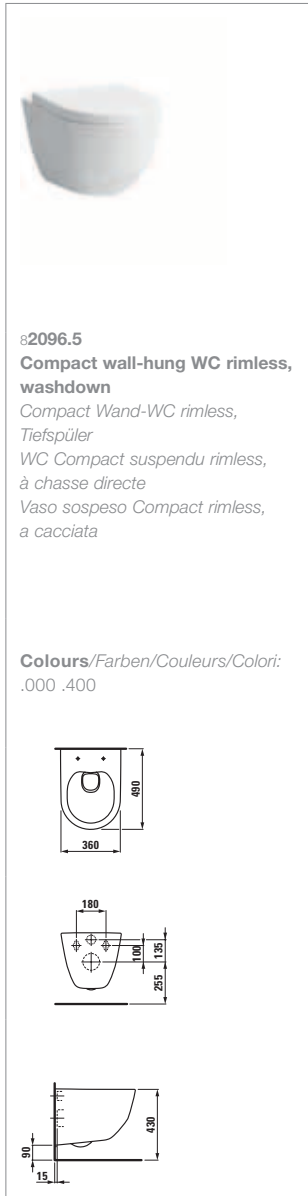 82096.5
Compact wall-hung WC rimless,
washdown
Compact Wand-WC rimless,
Tiefspüler
WC Compact suspendu rimless,
à chasse directe
Vaso sospeso Compact rimless,
a cacciata
Colours/Farben/Couleurs/Colori:
.000 .400
490
360
180
100
135
255
430
90
15